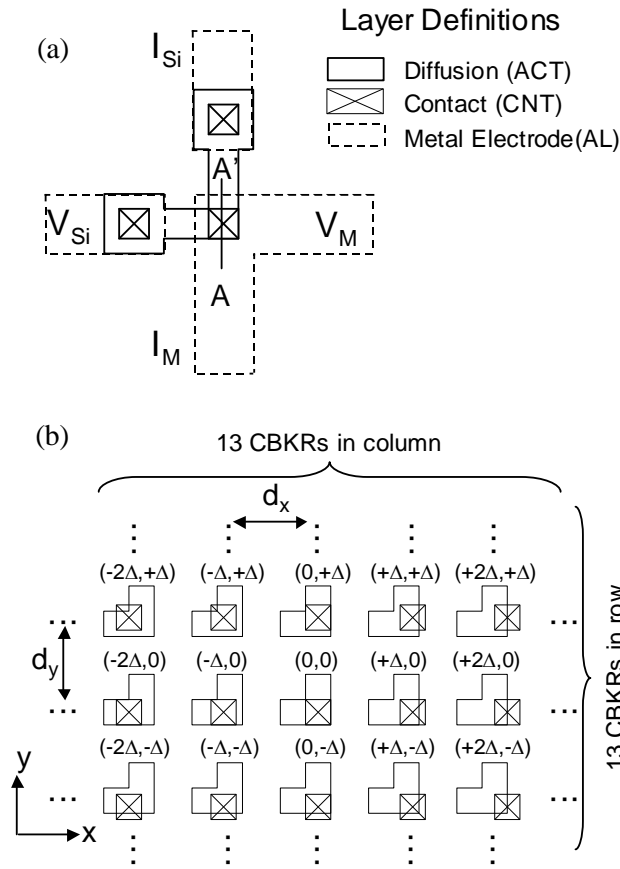 (a)
I_Si
Layer Definitions
Diffusion (ACT)
Contact (CNT)
Metal Electrode(AL)
A'
V_Si
V_M
A
I_M
(b)
13 CBKRs in column
d_x
(-2Δ,+Δ) (-Δ,+Δ) (0,+Δ) (+Δ,+Δ) (+2Δ,+Δ)
d_y
(-2Δ,0) (-Δ,0) (0,0) (+Δ,0) (+2Δ,0)
(-2Δ,-Δ) (-Δ,-Δ) (0,-Δ) (+Δ,-Δ) (+2Δ,-Δ)
y
x
13 CBKRs in row